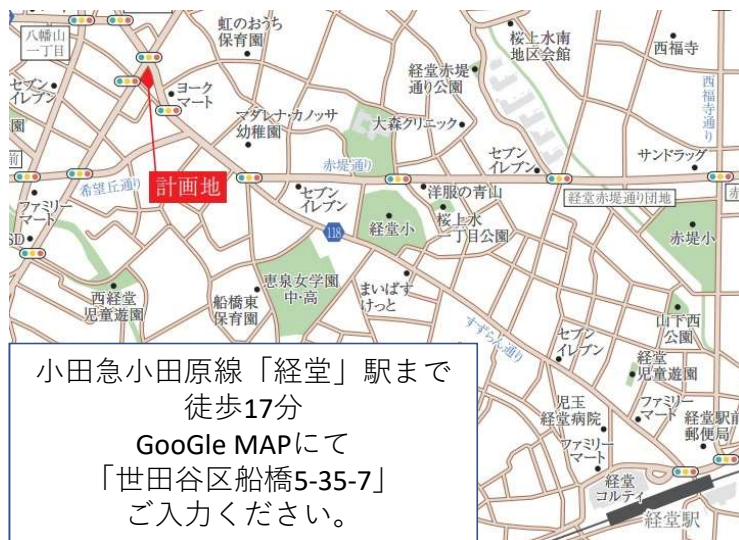 八幡山
一丁目
虹のおうち
保育園
桜上水南
地区会館
西福寺
セブン
イレブン
ヨーク
マート
経堂赤堤
通り公園
西福寺通り
園
マダレナ・カノッサ
幼稚園
大森クリニック
前
赤堤通り
セブン
イレブン
サンドラッグ
希望丘通り
計画地
セブン
イレブン
洋服の青山
経堂赤堤通り団地
赤
ファミリー
マート
118
経堂小
桜上水
一丁目公園
赤堤小
SD
恵泉女学園
中・高
西経堂
児童遊園
船橋東
保育園
まいばす
けっと
すずらん通り
山下西
公園
セブン
イレブン
経堂
児童遊園
小田急小田原線「経堂」駅まで
徒歩17分
GooGle MAPにて
「世田谷区船橋5-35-7」
ご入力ください。
児玉
経堂病院
ファミリー
マート
経堂駅前
郵便局
ファミリー
マート
経堂
コルティ
経堂駅